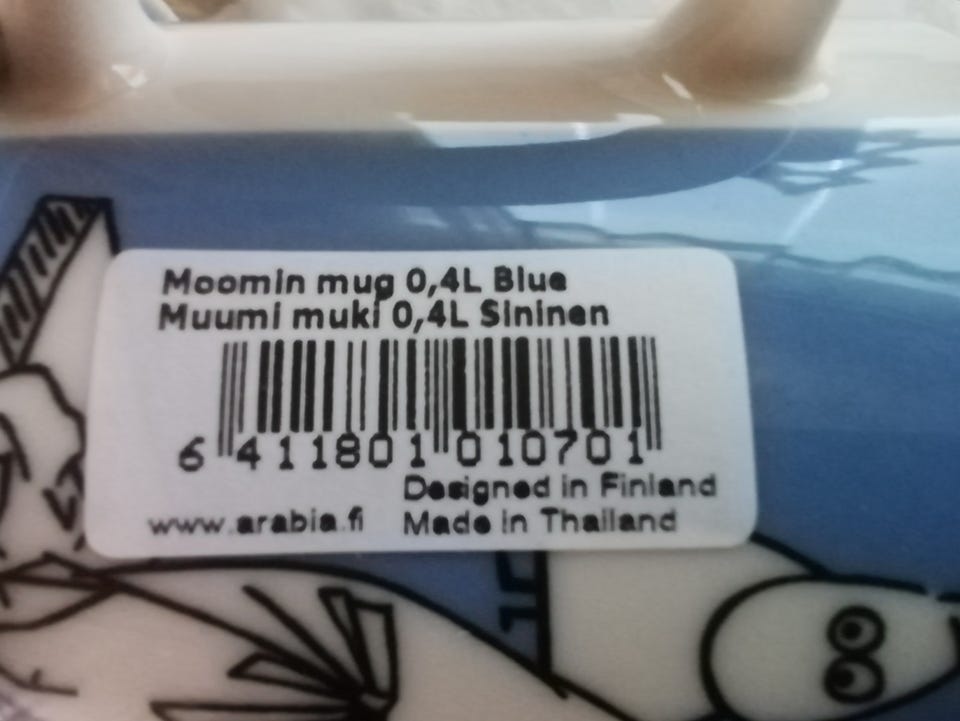 Moomin mug 0,4L Blue
Muumi muki 0,4L Sininen
6 411801 010701
Designed in Finland
www.arabia.fi Made in Thailand